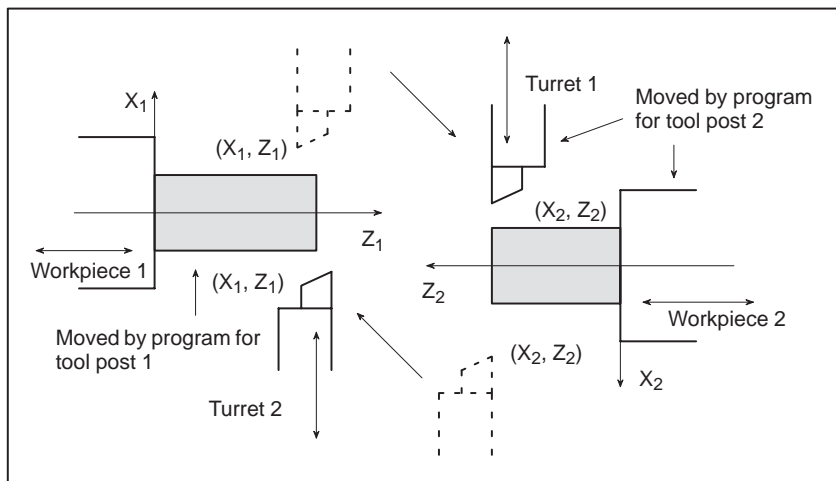 Turret 1
X₁
Moved by program
for tool post 2
(X₁, Z₁)
(X₂, Z₂)
Z₁
Workpiece 1
(X₁, Z₁)
Z₂
Workpiece 2
Moved by program for
tool post 1
(X₂, Z₂)
X₂
Turret 2